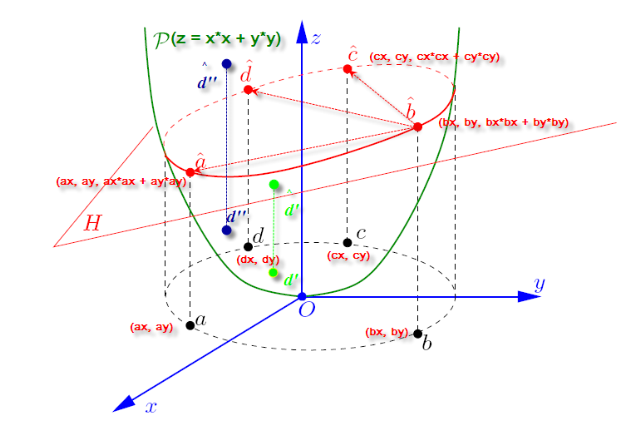 𝒫(z = x*x + y*y)
z
ĉ
(cx, cy, cx*cx + cy*cy)
d̂''
d̂
b̂
(bx, by, bx*bx + by*by)
â
(ax, ay, ax*ax + ay*ay)
H
d''
d̂'
d
c
(dx, dy)
(cx, cy)
d'
y
O
(ax, ay)
a
(bx, by)
b
x